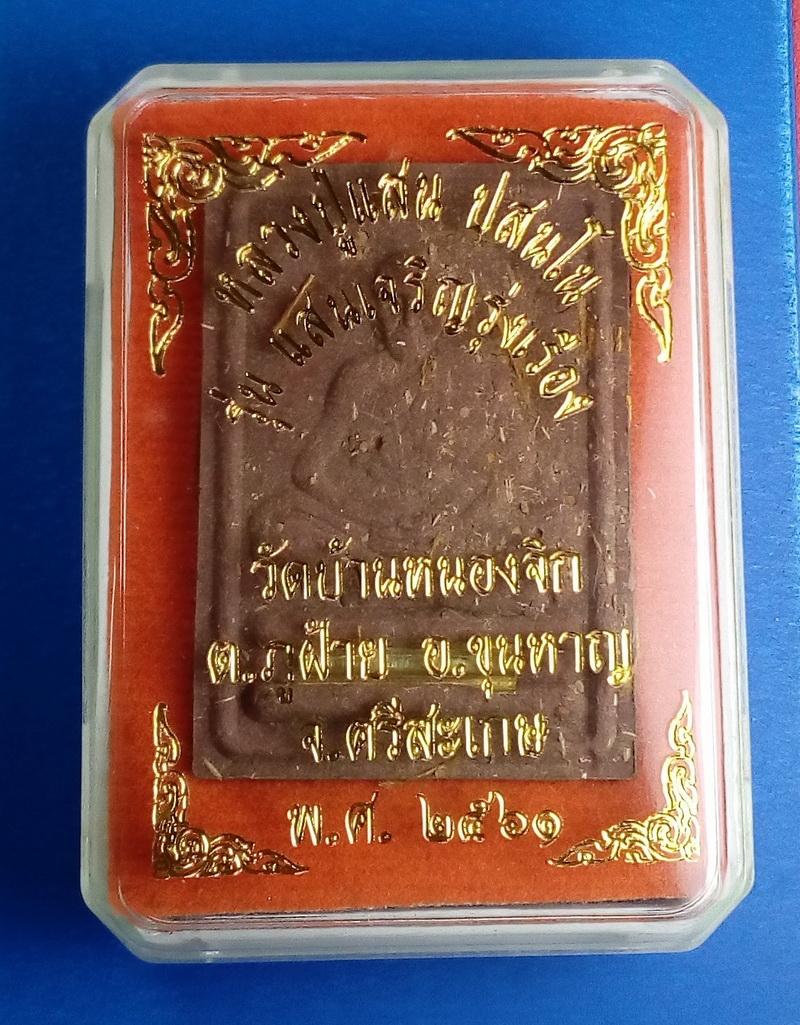 หลวงปู่แสน ปสนฺโน
รุ่น แสนเจริญรุ่งเรือง
วัดบ้านหนองจิก
ต.ภูฝ้าย อ.ขุนหาญ
จ.ศรีสะเกษ
พ.ศ. ๒๕๖๑